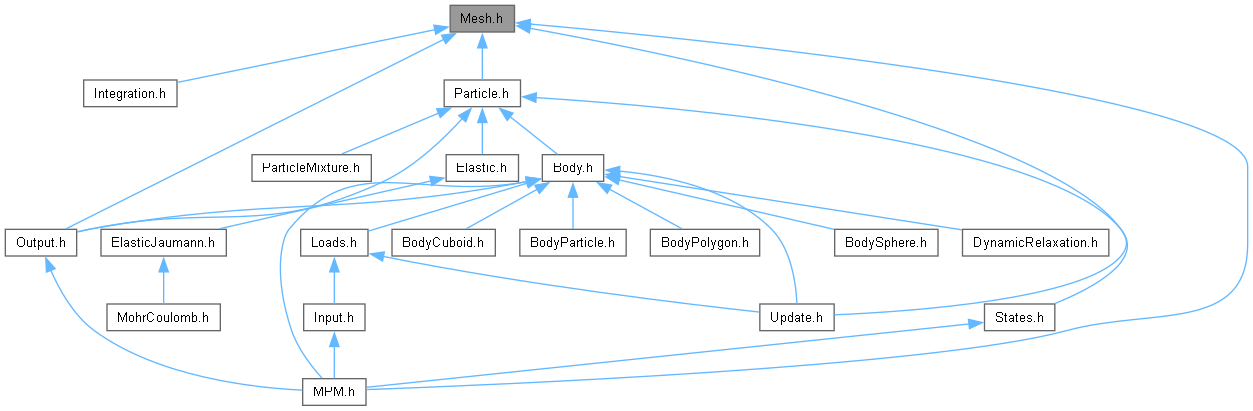 Mesh.h
Integration.h
Particle.h
ParticleMixture.h
Elastic.h
Body.h
Output.h
ElasticJaumann.h
Loads.h
BodyCuboid.h
BodyParticle.h
BodyPolygon.h
BodySphere.h
DynamicRelaxation.h
MohrCoulomb.h
Input.h
Update.h
States.h
MPM.h